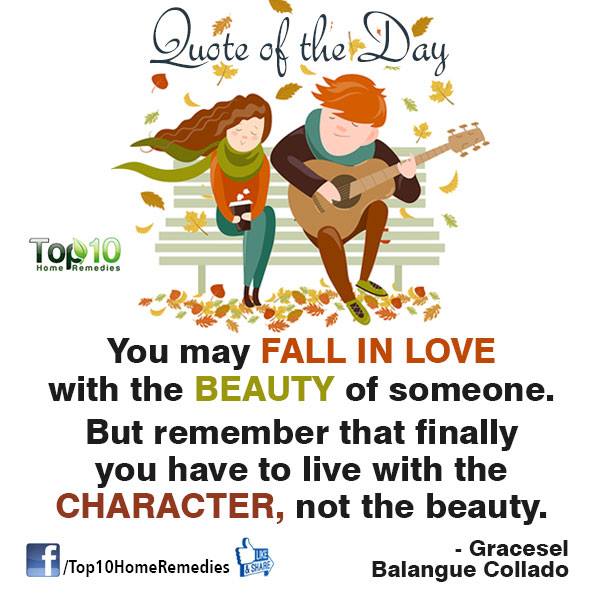 Quote of the Day
Top10
Home Remedies
You may FALL IN LOVE
with the BEAUTY of someone.
But remember that finally
you have to live with the
CHARACTER, not the beauty.
f /Top10HomeRemedies LIKE
& SHARE
- Gracesel
Balangue Collado